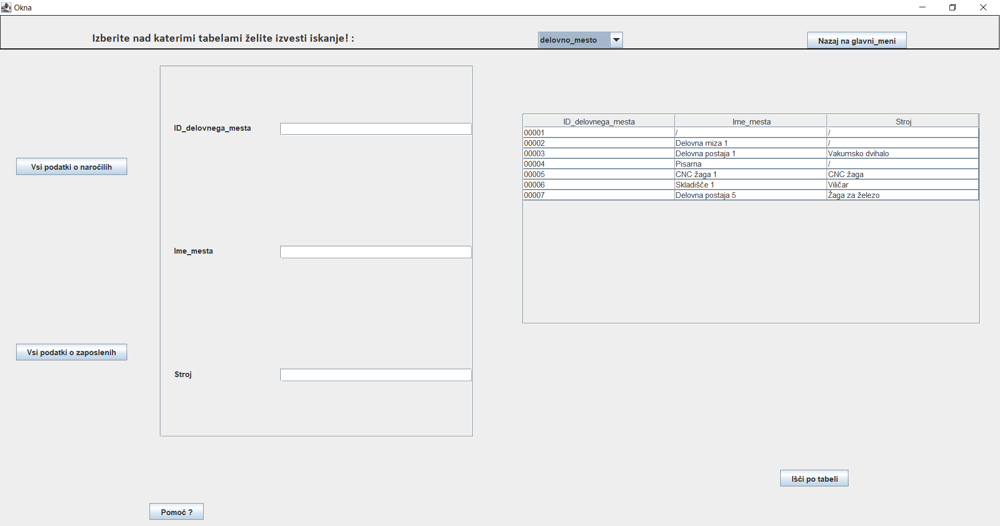 Okna
Izberite nad katerimi tabelami želite izvesti iskanje! :
delovno_mesto
Nazaj na glavni_meni
Vsi podatki o naročilih
Vsi podatki o zaposlenih
ID_delovnega_mesta
Ime_mesta
Stroj
ID_delovnega_mesta Ime_mesta Stroj
00001 / /
00002 Delovna miza 1 /
00003 Delovna postaja 1 Vakumsko dvihalo
00004 Pisarna /
00005 CNC žaga 1 CNC žaga
00006 Skladišče 1 Viličar
00007 Delovna postaja 5 Žaga za železo
Išči po tabeli
Pomoč ?